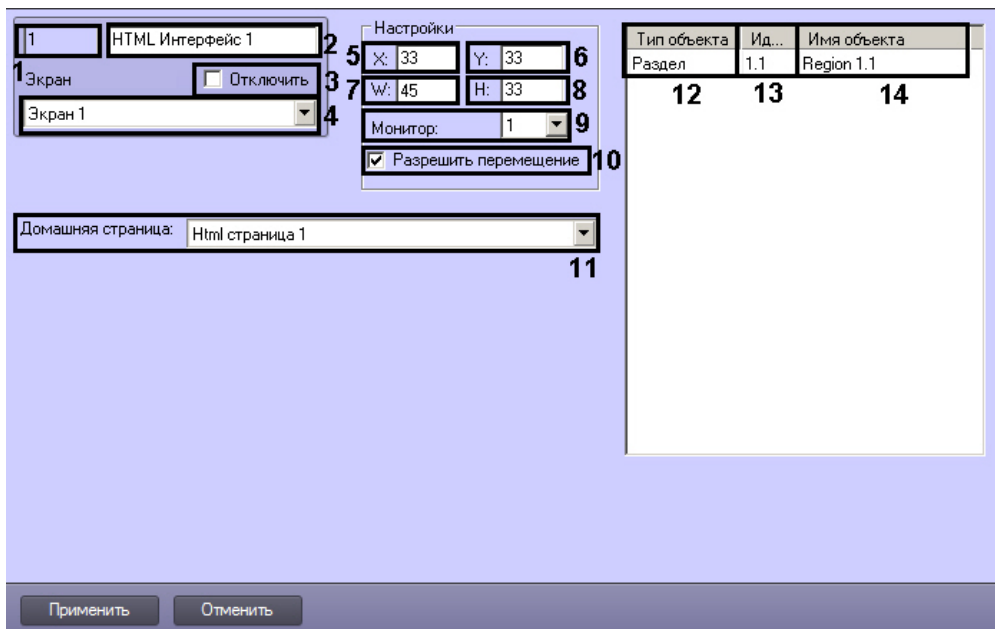 1 HTML Интерфейс 1 2
1 Экран Отключить 3
Экран 1 4
Настройки
5 X: 33 Y: 33 6
7 W: 45 H: 33 8
Монитор: 1 9
Разрешить перемещение 10
Домашняя страница: Html страница 1
11
Тип объекта Ид... Имя объекта
Раздел 1.1 Region 1.1
12 13 14
Применить Отменить